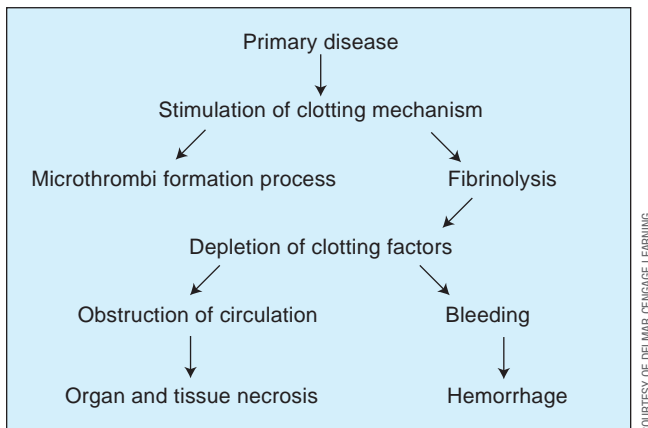 Primary disease
Stimulation of clotting mechanism
Microthrombi formation process
Fibrinolysis
Depletion of clotting factors
Obstruction of circulation
Bleeding
Organ and tissue necrosis
Hemorrhage
COURTESY OF DELMAR CENGAGE LEARNING